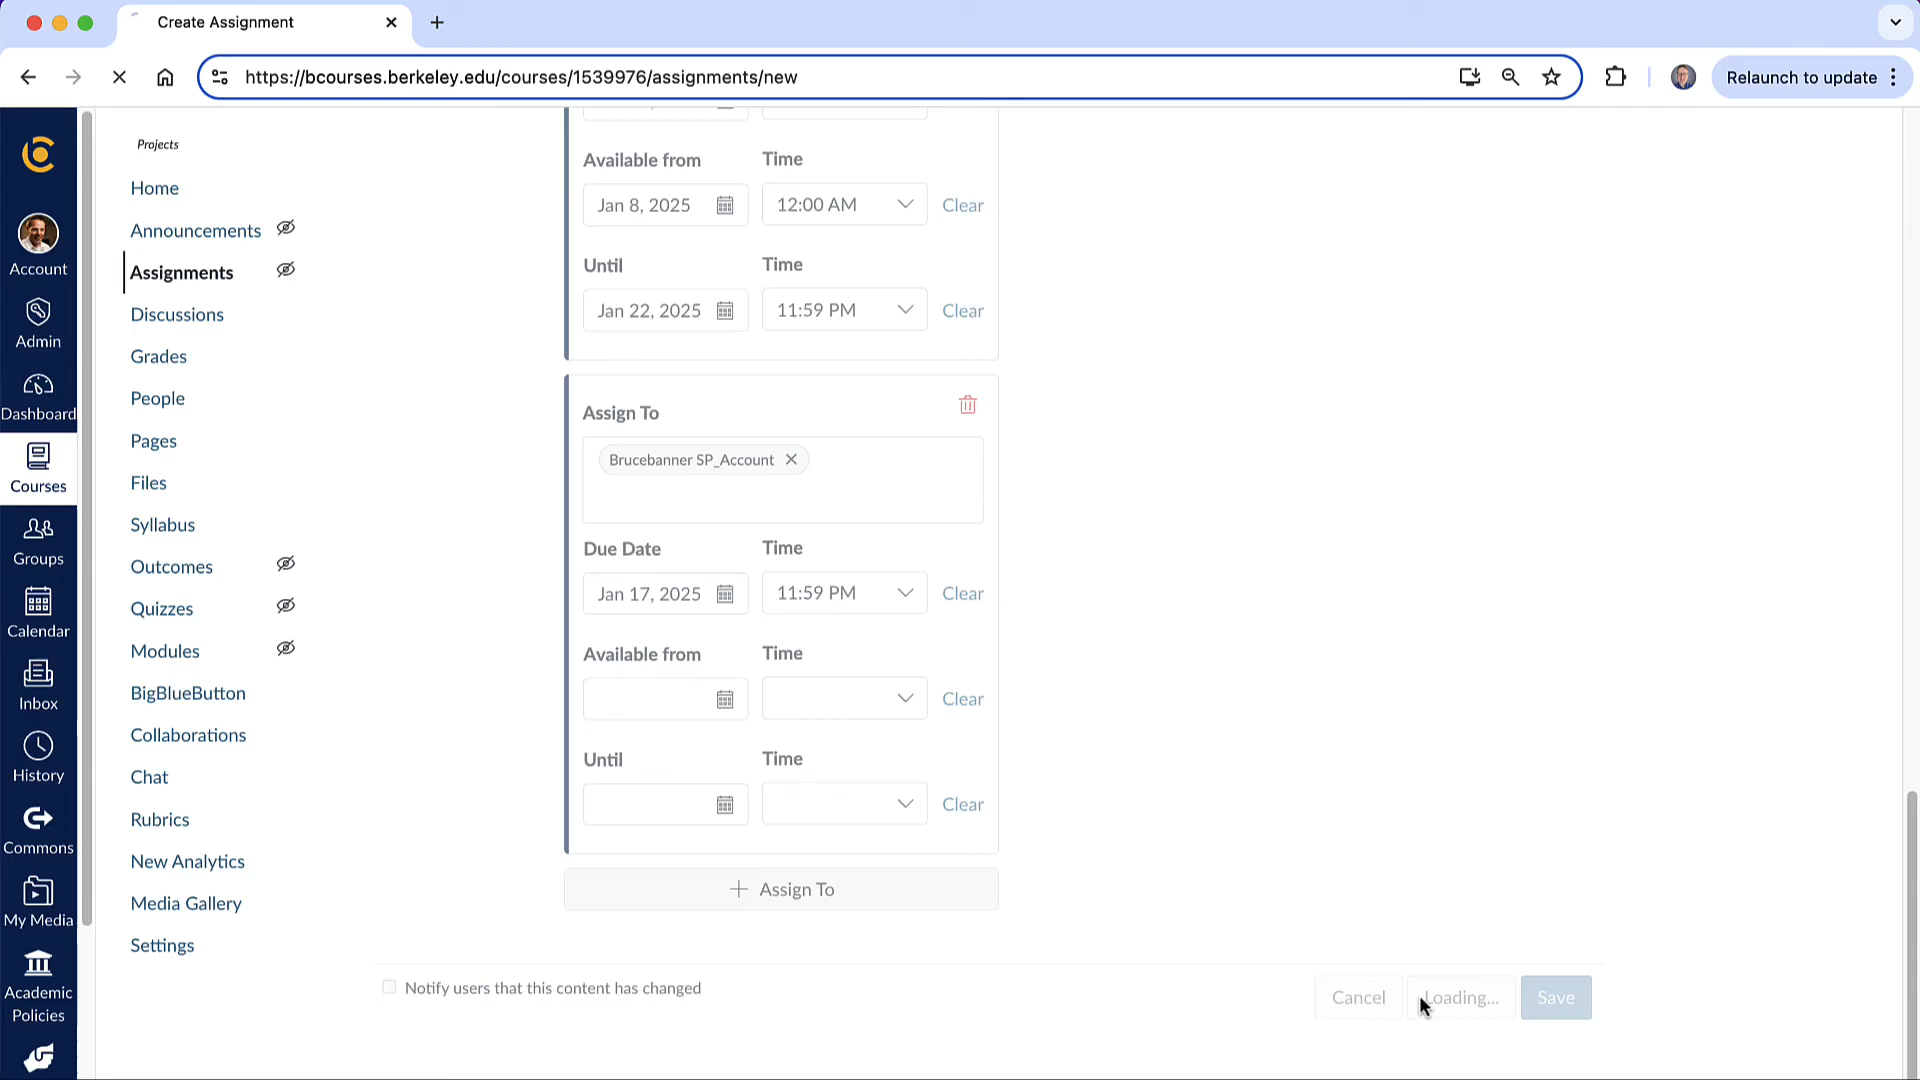 Create Assignment
https://bcourses.berkeley.edu/courses/1539976/assignments/new
Relaunch to update
Account
Admin
Dashboard
Courses
Groups
Calendar
Inbox
History
Commons
My Media
Academic
Policies
Projects
Home
Announcements
Assignments
Discussions
Grades
People
Pages
Files
Syllabus
Outcomes
Quizzes
Modules
BigBlueButton
Collaborations
Chat
Rubrics
New Analytics
Media Gallery
Settings
Available from Time
Jan 8, 2025 12:00 AM Clear
Until Time
Jan 22, 2025 11:59 PM Clear
Assign To
Brucebanner SP_Account
Due Date Time
Jan 17, 2025 11:59 PM Clear
Available from Time
Clear
Until Time
Clear
Assign To
Notify users that this content has changed
Cancel Loading... Save